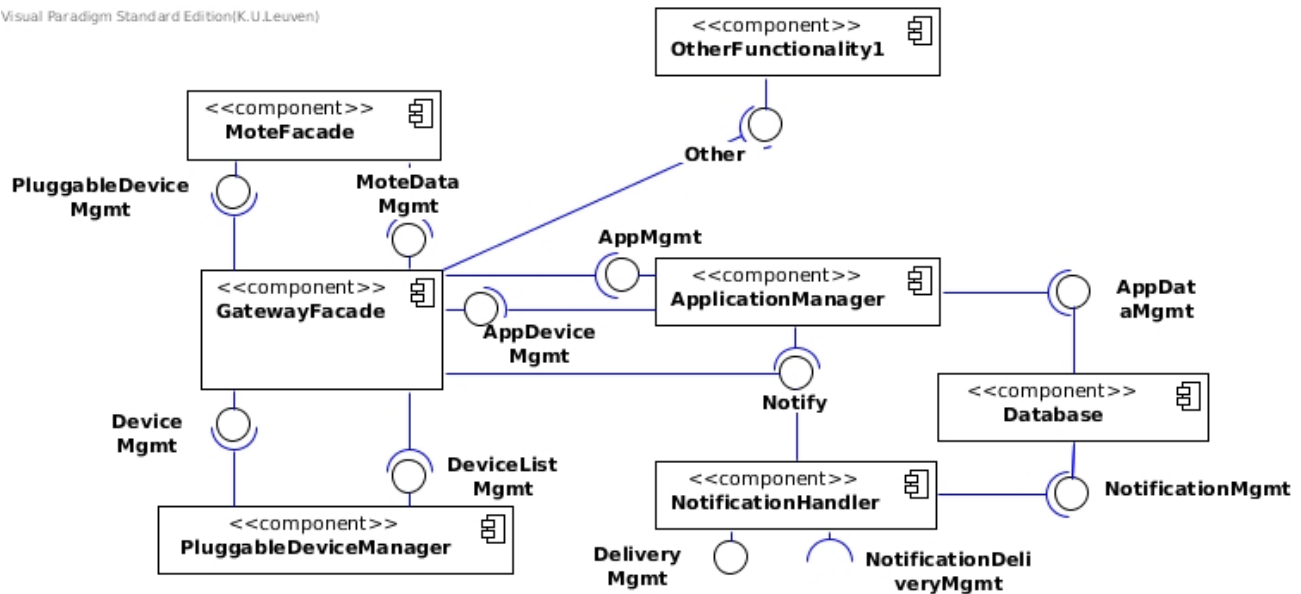 Visual Paradigm Standard Edition(K.U.Leuven)
<<component>>
OtherFunctionality1
<<component>>
MoteFacade
Other
PluggableDevice
Mgmt
MoteData
Mgmt
AppMgmt
<<component>>
GatewayFacade
<<component>>
ApplicationManager
AppDat
aMgmt
AppDevice
Mgmt
Notify
<<component>>
Database
Device
Mgmt
DeviceList
Mgmt
<<component>>
NotificationHandler
NotificationMgmt
<<component>>
PluggableDeviceManager
Delivery
Mgmt
NotificationDeli
veryMgmt